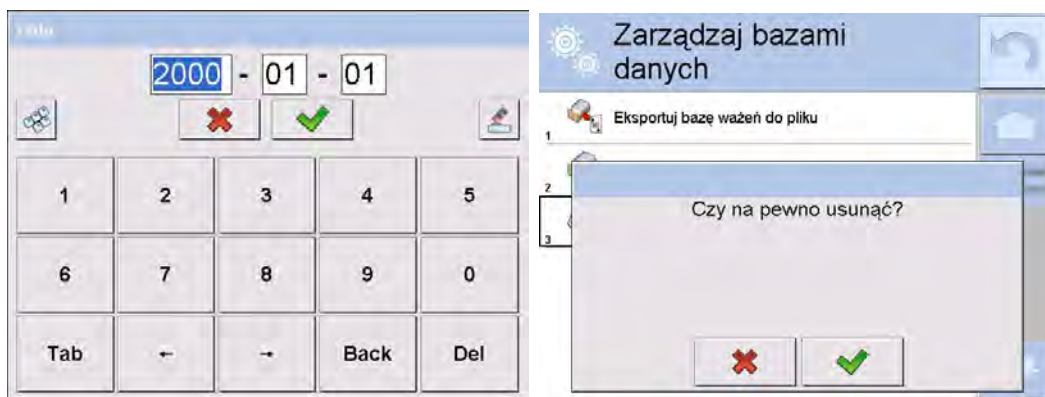 2000 - 01 - 01
1 2 3 4 5
6 7 8 9 0
Tab ← → Back Del
Zarządzaj bazami
danych
1 Eksportuj bazę ważeń do pliku
2
3
Czy na pewno usunąć?